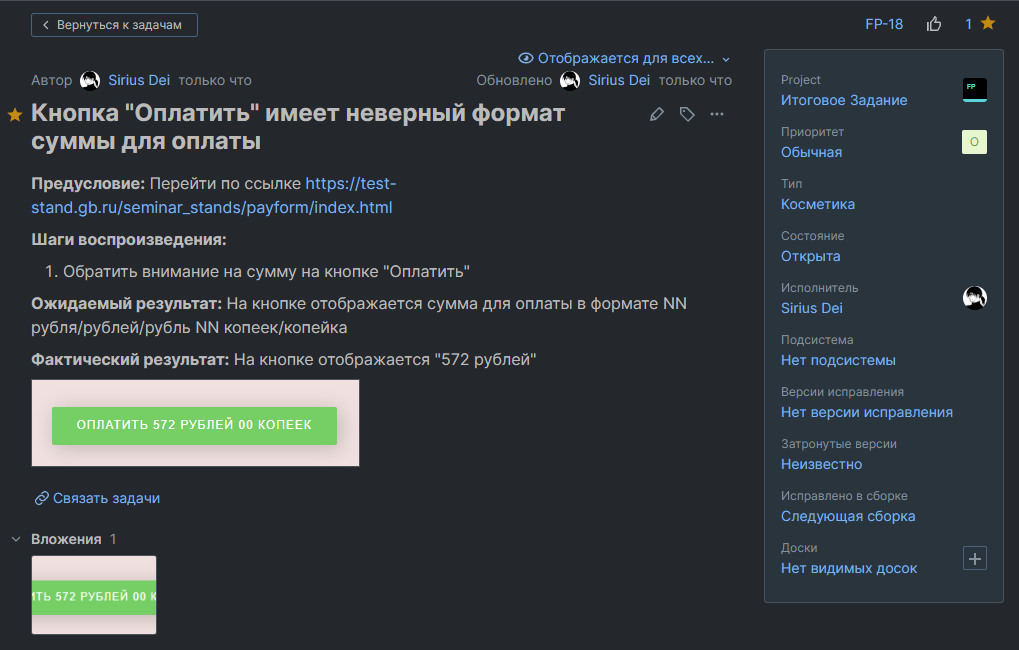 Вернуться к задачам
FP-18
1
Отображается для всех...
Автор Sirius Dei только что
Обновлено Sirius Dei только что
Кнопка "Оплатить" имеет неверный формат
суммы для оплаты
Предусловие: Перейти по ссылке https://test-
stand.gb.ru/seminar_stands/payform/index.html
Шаги воспроизведения:
1. Обратить внимание на сумму на кнопке "Оплатить"
Ожидаемый результат: На кнопке отображается сумма для оплаты в формате NN
рубля/рублей/рубль NN копеек/копейка
Фактический результат: На кнопке отображается "572 рублей"
ОПЛАТИТЬ 572 РУБЛЕЙ 00 КОПЕЕК
Связать задачи
Вложения 1
ИТЬ 572 РУБЛЕЙ 00 К
Project
Итоговое Задание
FP
Приоритет
Обычная
О
Тип
Косметика
Состояние
Открыта
Исполнитель
Sirius Dei
Подсистема
Нет подсистемы
Версии исправления
Нет версии исправления
Затронутые версии
Неизвестно
Исправлено в сборке
Следующая сборка
Доски
Нет видимых досок